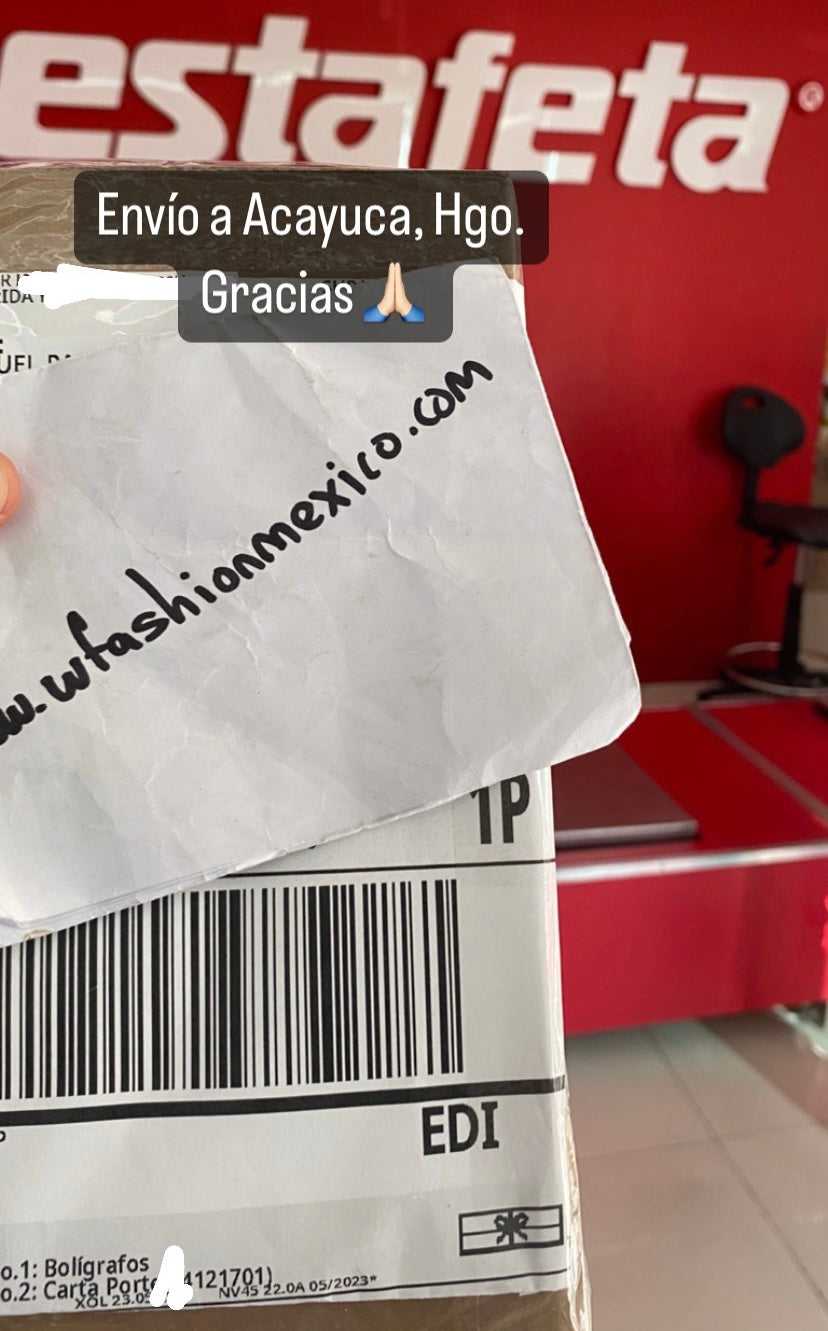 estafeta®
Envío a Acayuca, Hgo.
Gracias 🙏🏻
w.wfashionmexico.com
1P
EDI
o.1: Bolígrafos
o.2: Carta Porte 4121701)
XOL 23.0 NV45 22.0A 05/2023*